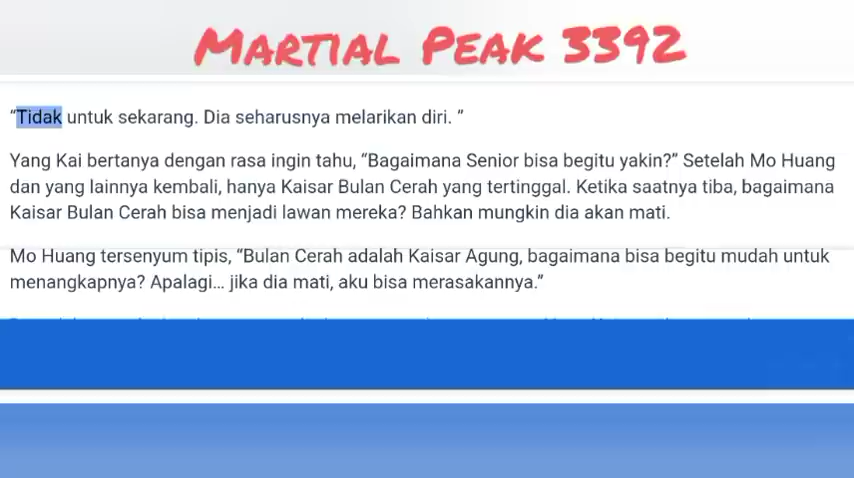 MARTIAL PEAK 3392
“Tidak untuk sekarang. Dia seharusnya melarikan diri. ”
Yang Kai bertanya dengan rasa ingin tahu, “Bagaimana Senior bisa begitu yakin?” Setelah Mo Huang
dan yang lainnya kembali, hanya Kaisar Bulan Cerah yang tertinggal. Ketika saatnya tiba, bagaimana
Kaisar Bulan Cerah bisa menjadi lawan mereka? Bahkan mungkin dia akan mati.
Mo Huang tersenyum tipis, “Bulan Cerah adalah Kaisar Agung, bagaimana bisa begitu mudah untuk
menangkapnya? Apalagi… jika dia mati, aku bisa merasakannya.”